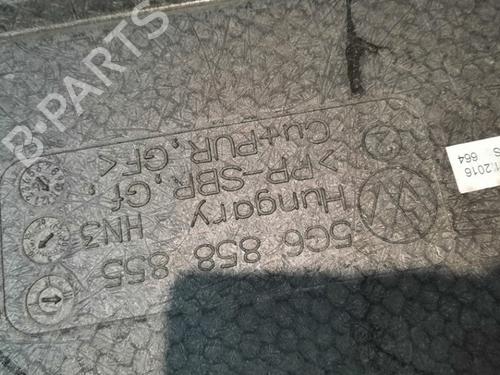 5G6 858 855
Hungary HN3
>PP-SBR,Gf,
Cu+PUR,GF<
.2016
664
B-PARTS